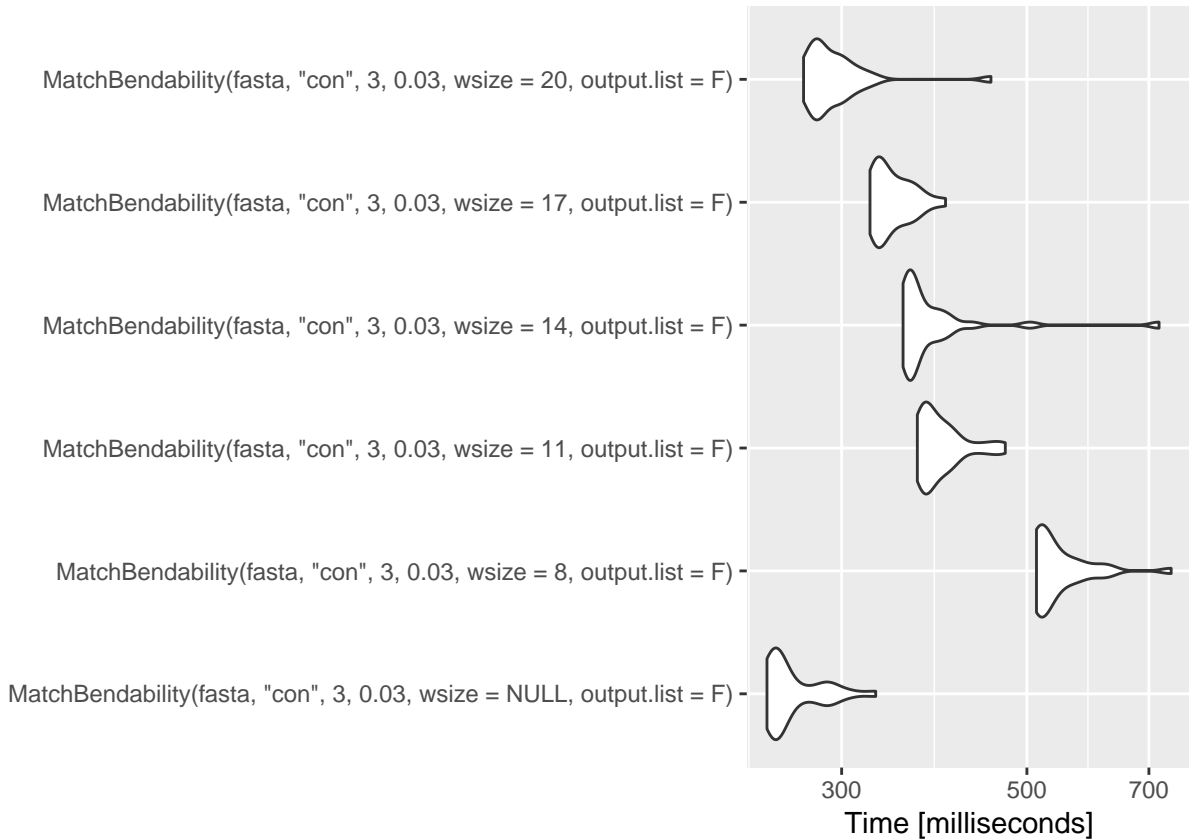 MatchBendability(fasta, "con", 3, 0.03, wsize = 20, output.list = F)
MatchBendability(fasta, "con", 3, 0.03, wsize = 17, output.list = F)
MatchBendability(fasta, "con", 3, 0.03, wsize = 14, output.list = F)
MatchBendability(fasta, "con", 3, 0.03, wsize = 11, output.list = F)
MatchBendability(fasta, "con", 3, 0.03, wsize = 8, output.list = F)
MatchBendability(fasta, "con", 3, 0.03, wsize = NULL, output.list = F)
300 500 700
Time [milliseconds]